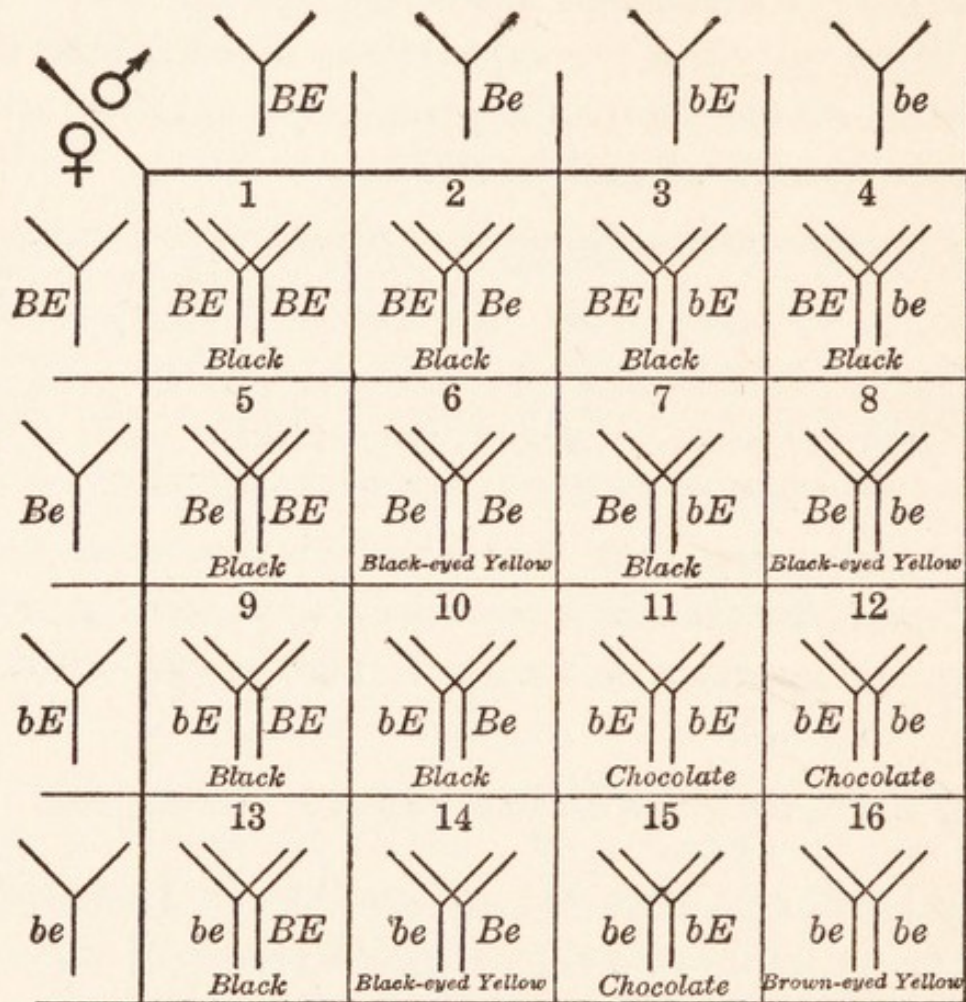 ♂ BE Be bE be
♀
1 2 3 4
BE BE BE Be BE bE BE be
BE
Black Black Black Black
5 6 7 8
Be Be BE Be Be Be bE Be be
Black Black-eyed Yellow Black Black-eyed Yellow
9 10 11 12
bE bE BE bE Be bE bE bE be
Black Black Chocolate Chocolate
13 14 15 16
be be BE be Be be bE be be
Black Black-eyed Yellow Chocolate Brown-eyed Yellow